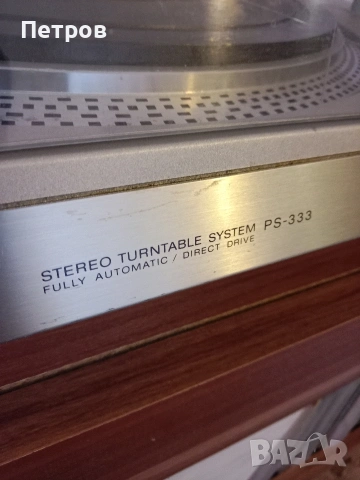 Петров
STEREO TURNTABLE SYSTEM PS-333
FULLY AUTOMATIC / DIRECT DRIVE
BAZAR